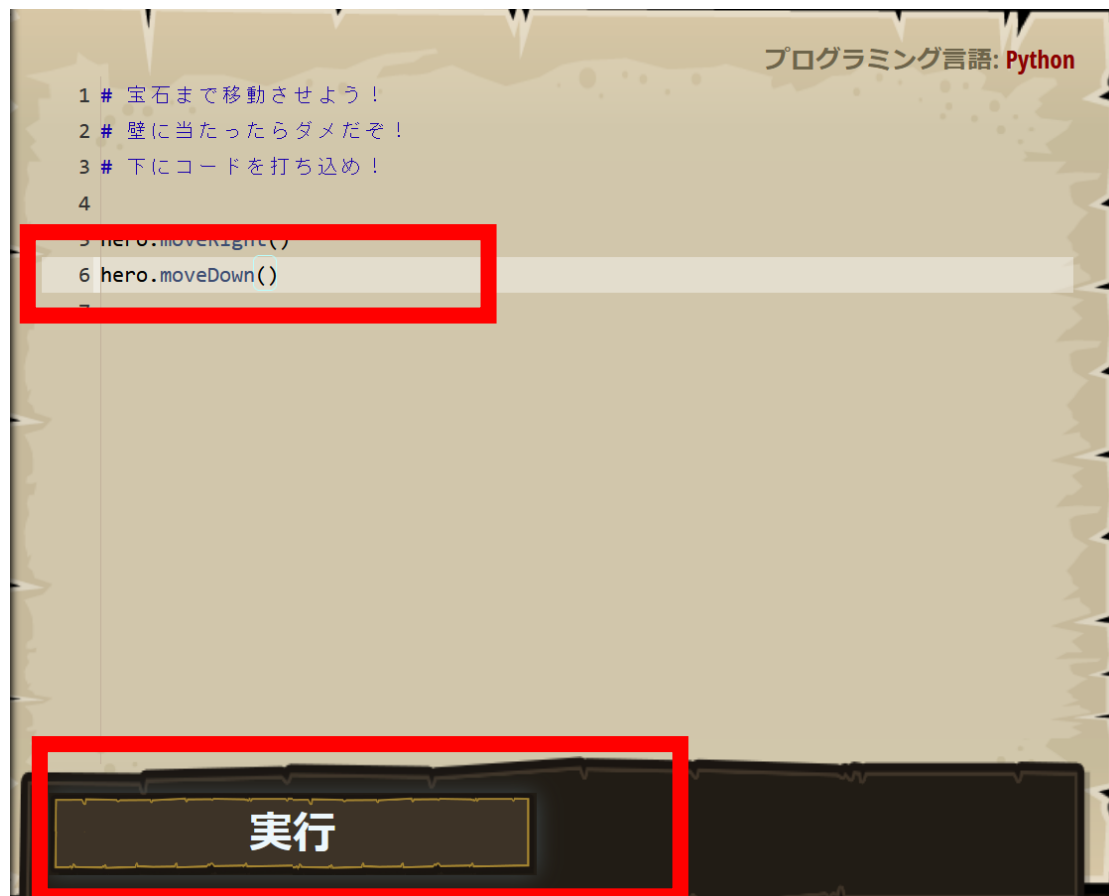 プログラミング言語: Python
1 # 宝石まで移動させよう！
2 # 壁に当たったらダメだぞ！
3 # 下にコードを打ち込め！
4
5 hero.moveRight()
6 hero.moveDown()
7
実行